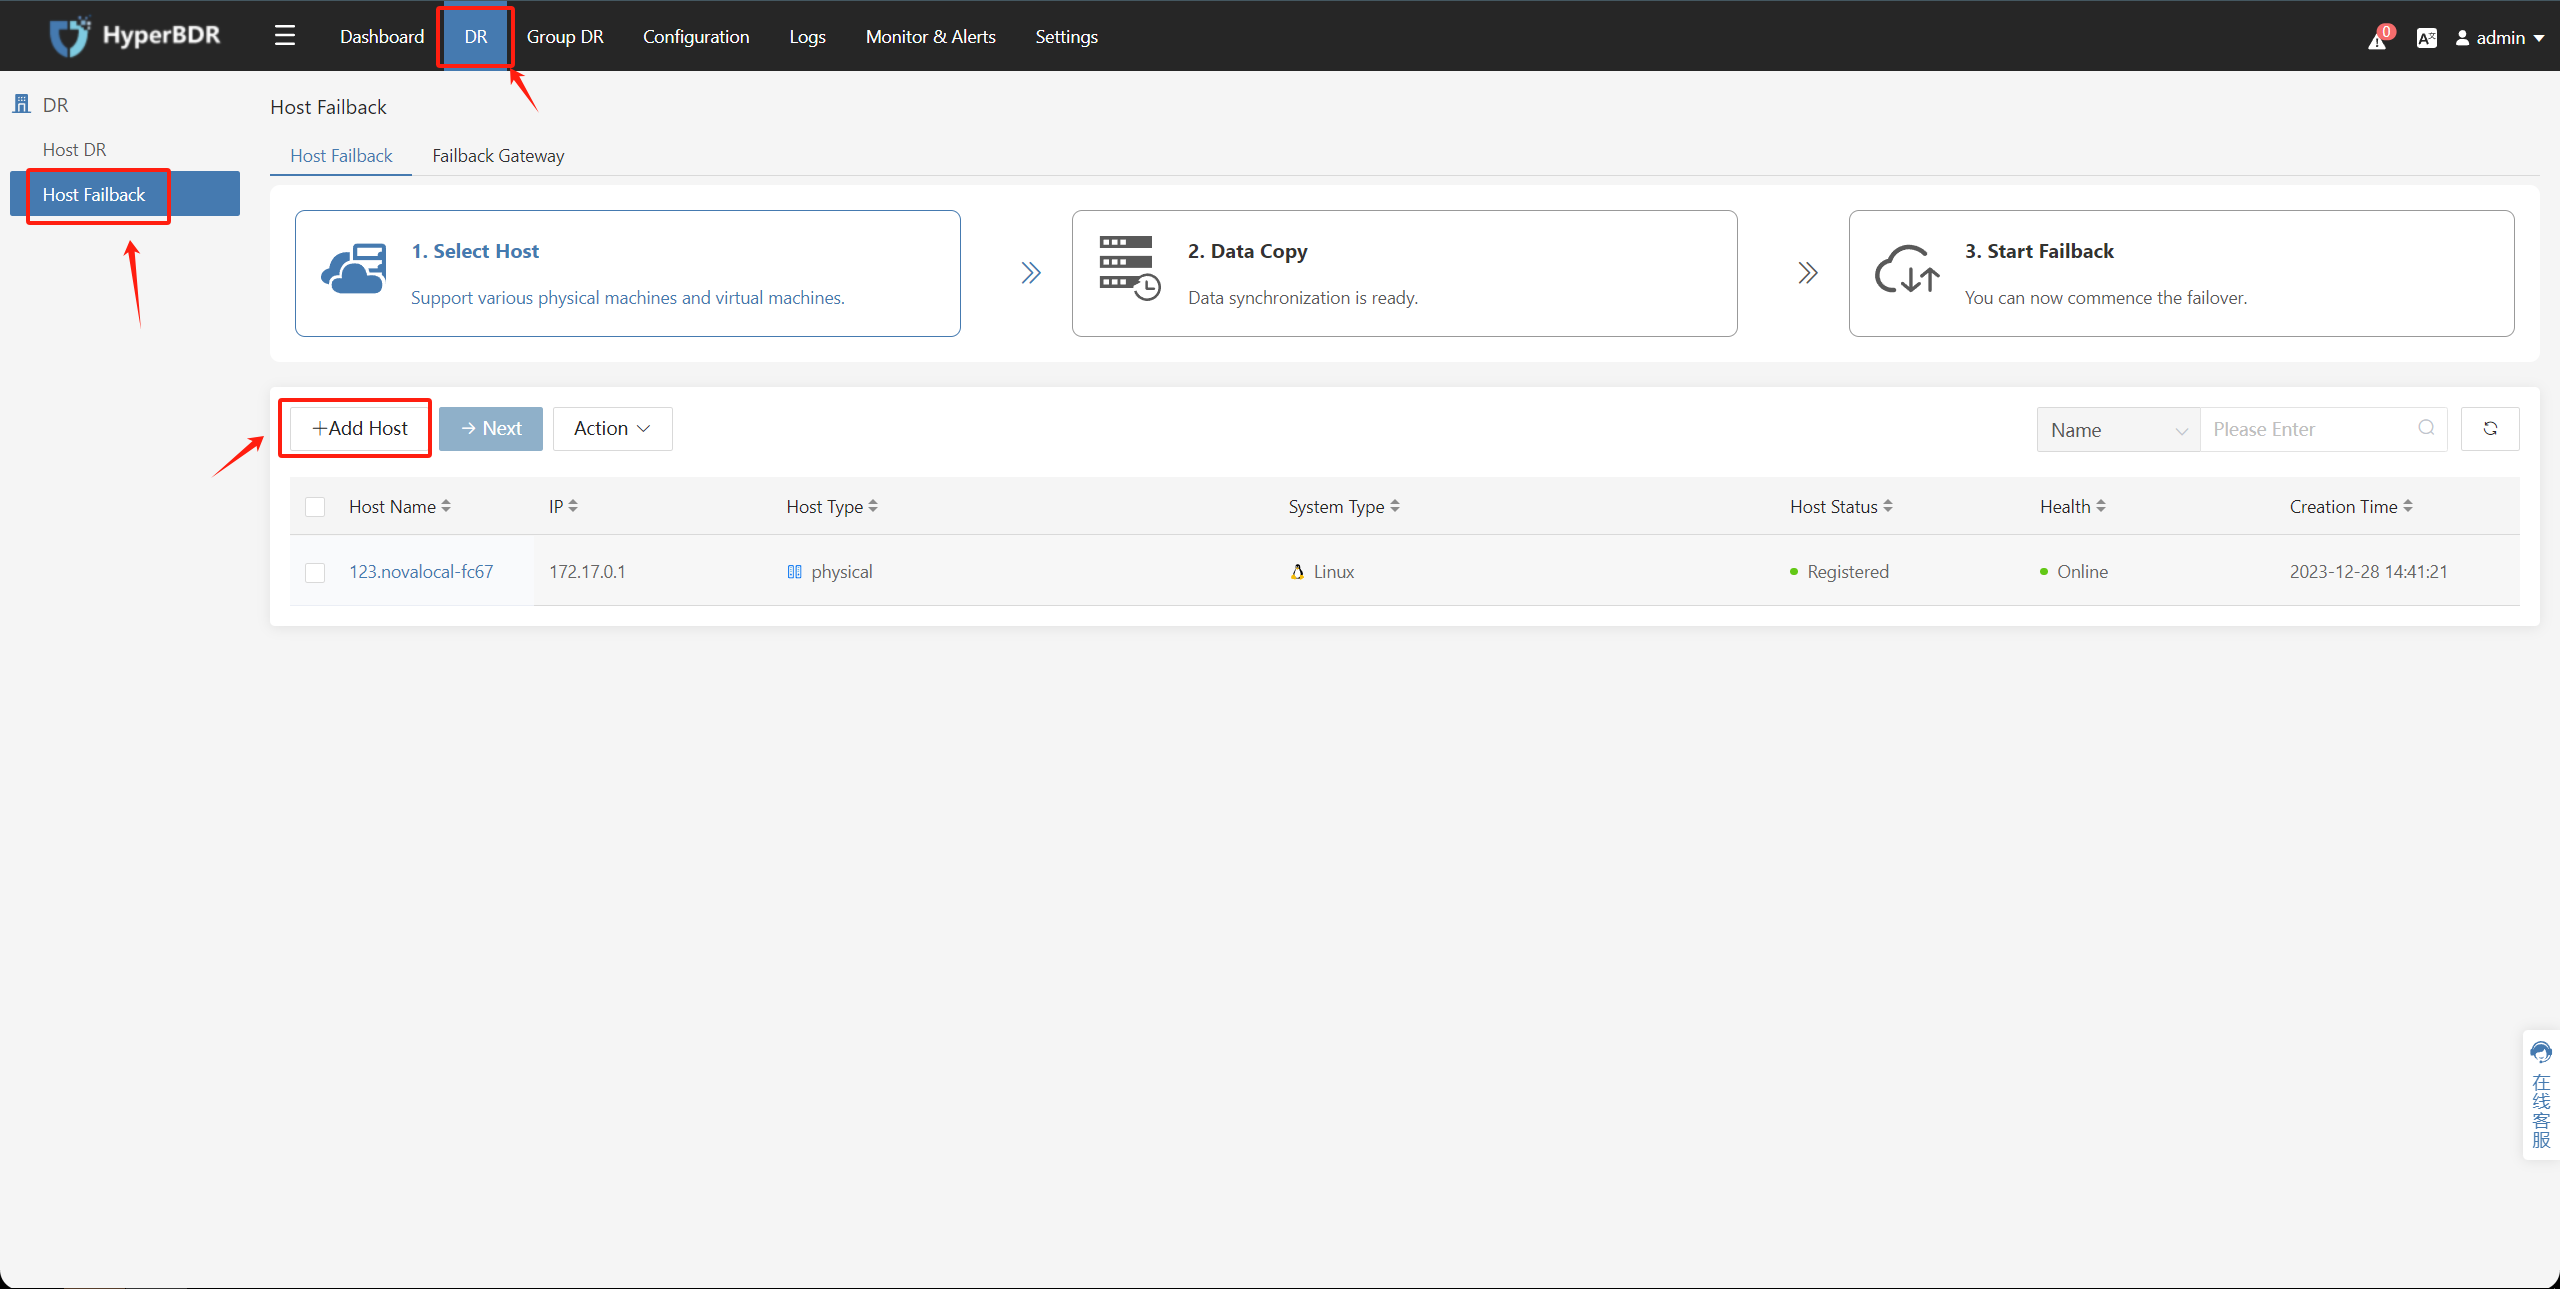 HyperBDR
Dashboard DR Group DR Configuration Logs Monitor & Alerts Settings
0 admin
DR
Host DR
Host Failback
Host Failback
Host Failback Failback Gateway
1. Select Host
Support various physical machines and virtual machines.
2. Data Copy
Data synchronization is ready.
3. Start Failback
You can now commence the failover.
+Add Host → Next Action
Name Please Enter
Host Name IP Host Type System Type Host Status Health Creation Time
123.novalocal-fc67 172.17.0.1 physical Linux Registered Online 2023-12-28 14:41:21
在线客服